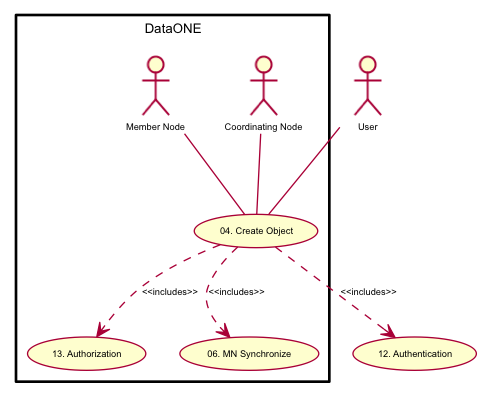 DataONE
Member Node
Coordinating Node
User
04. Create Object
<<includes>>
<<includes>>
<<includes>>
13. Authorization
06. MN Synchronize
12. Authentication